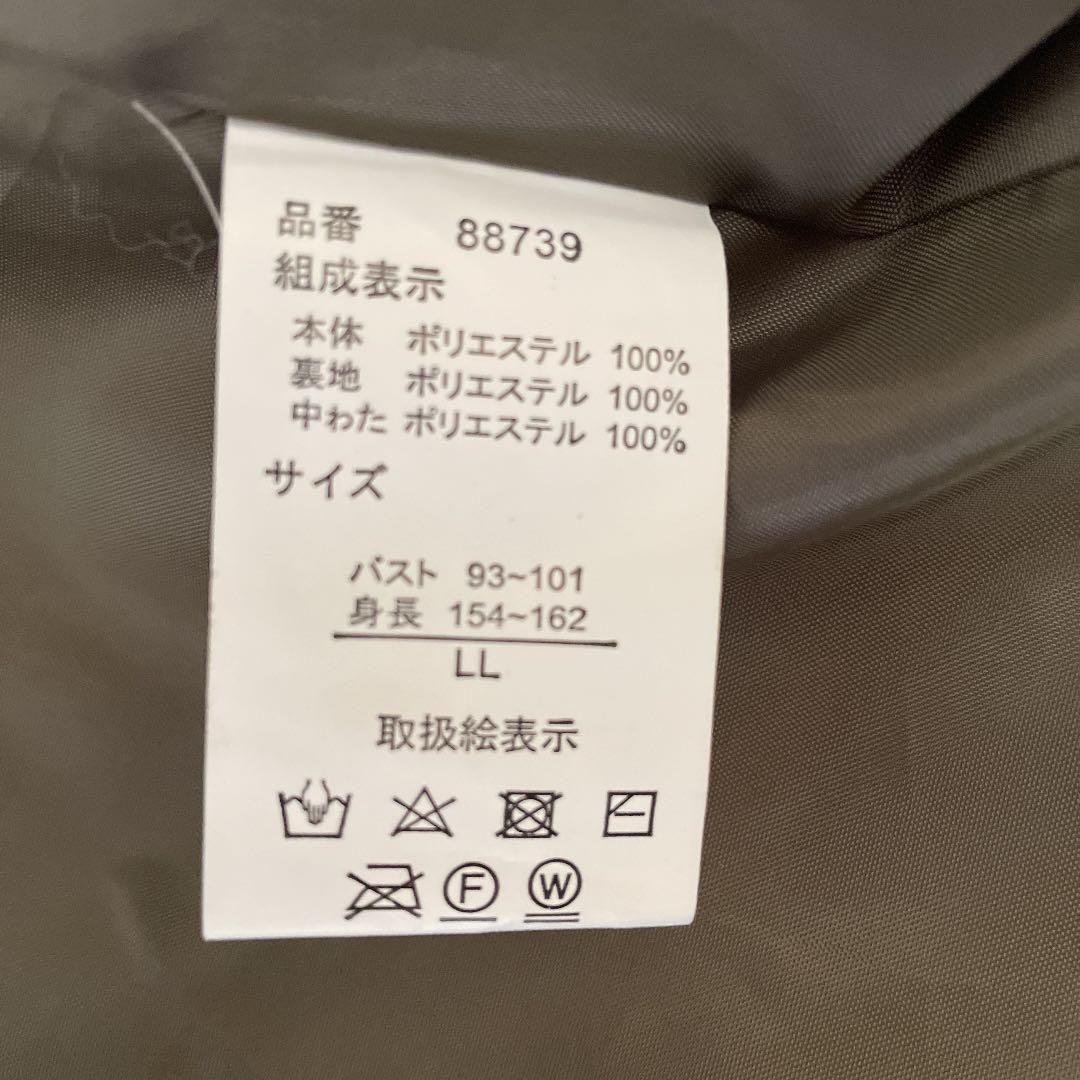 品番 88739
組成表示
本体 ポリエステル 100%
裏地 ポリエステル 100%
中わた ポリエステル 100%
サイズ
バスト 93~101
身長 154~162
LL
取扱絵表示
F W